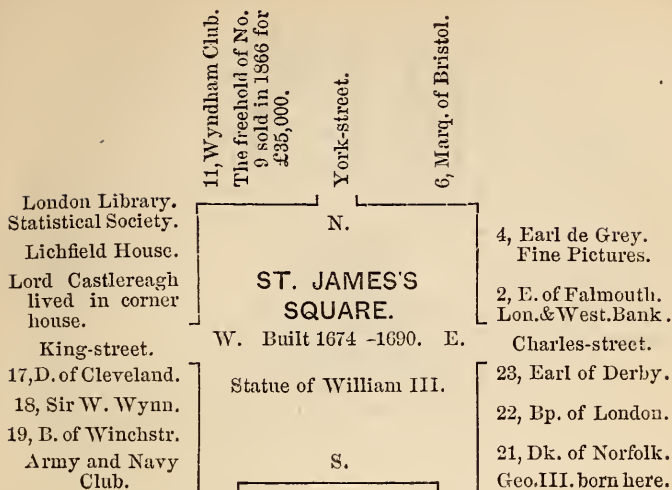 11, Wyndham Club.
The freehold of No.
9 sold in 1866 for
£35,000.
York-street.
6, Marq. of Bristol.
London Library.
Statistical Society.
Lichfield House.
Lord Castlereagh
lived in corner
house.
King-street.
17, D. of Cleveland.
18, Sir W. Wynn.
19, B. of Winchstr.
Army and Navy
Club.
N.
ST. JAMES'S
SQUARE.
W. Built 1674 -1690. E.
Statue of William III.
S.
4, Earl de Grey.
Fine Pictures.
2, E. of Falmouth.
Lon.&West.Bank.
Charles-street.
23, Earl of Derby.
22, Bp. of London.
21, Dk. of Norfolk.
Geo.III. born here.